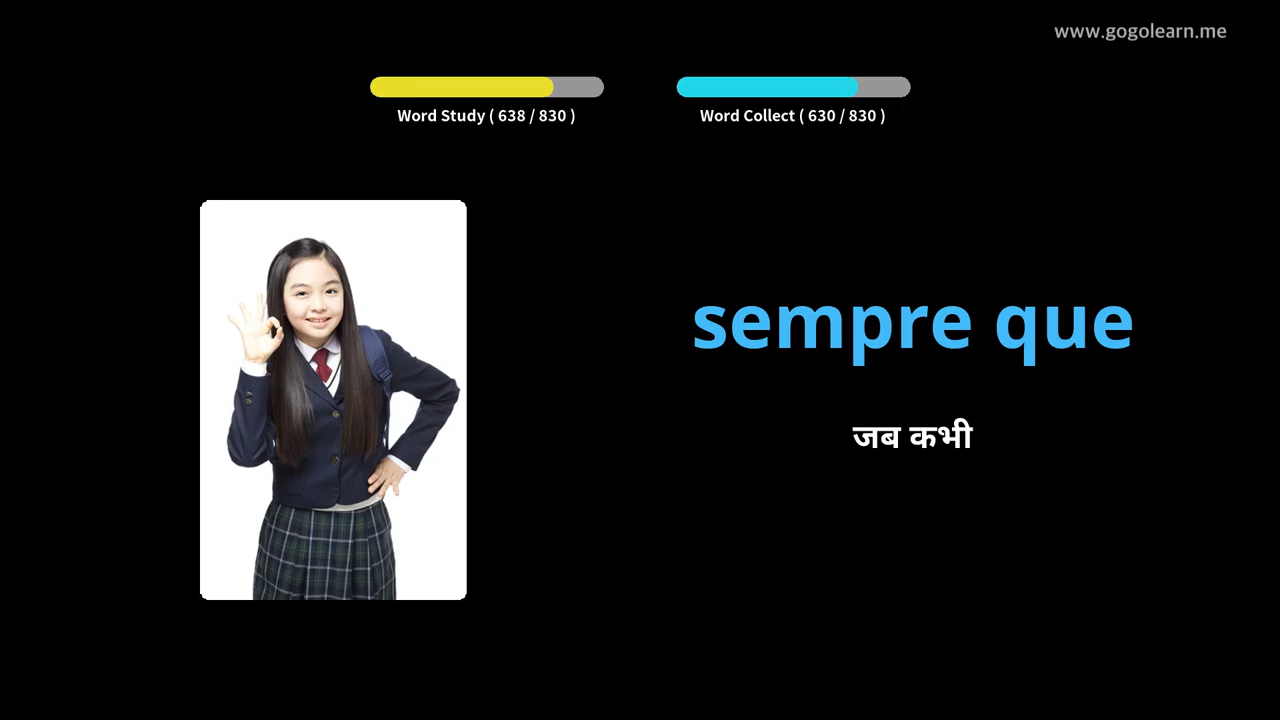 www.gogolearn.me
Word Study ( 638 / 830 )
Word Collect ( 630 / 830 )
sempre que
जब कभी